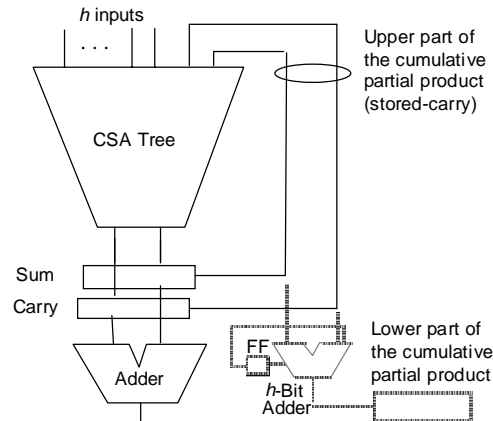 h inputs
. . .
Upper part of
the cumulative
partial product
(stored-carry)
CSA Tree
Sum
Carry
Adder
FF
h-Bit
Adder
Lower part of
the cumulative
partial product